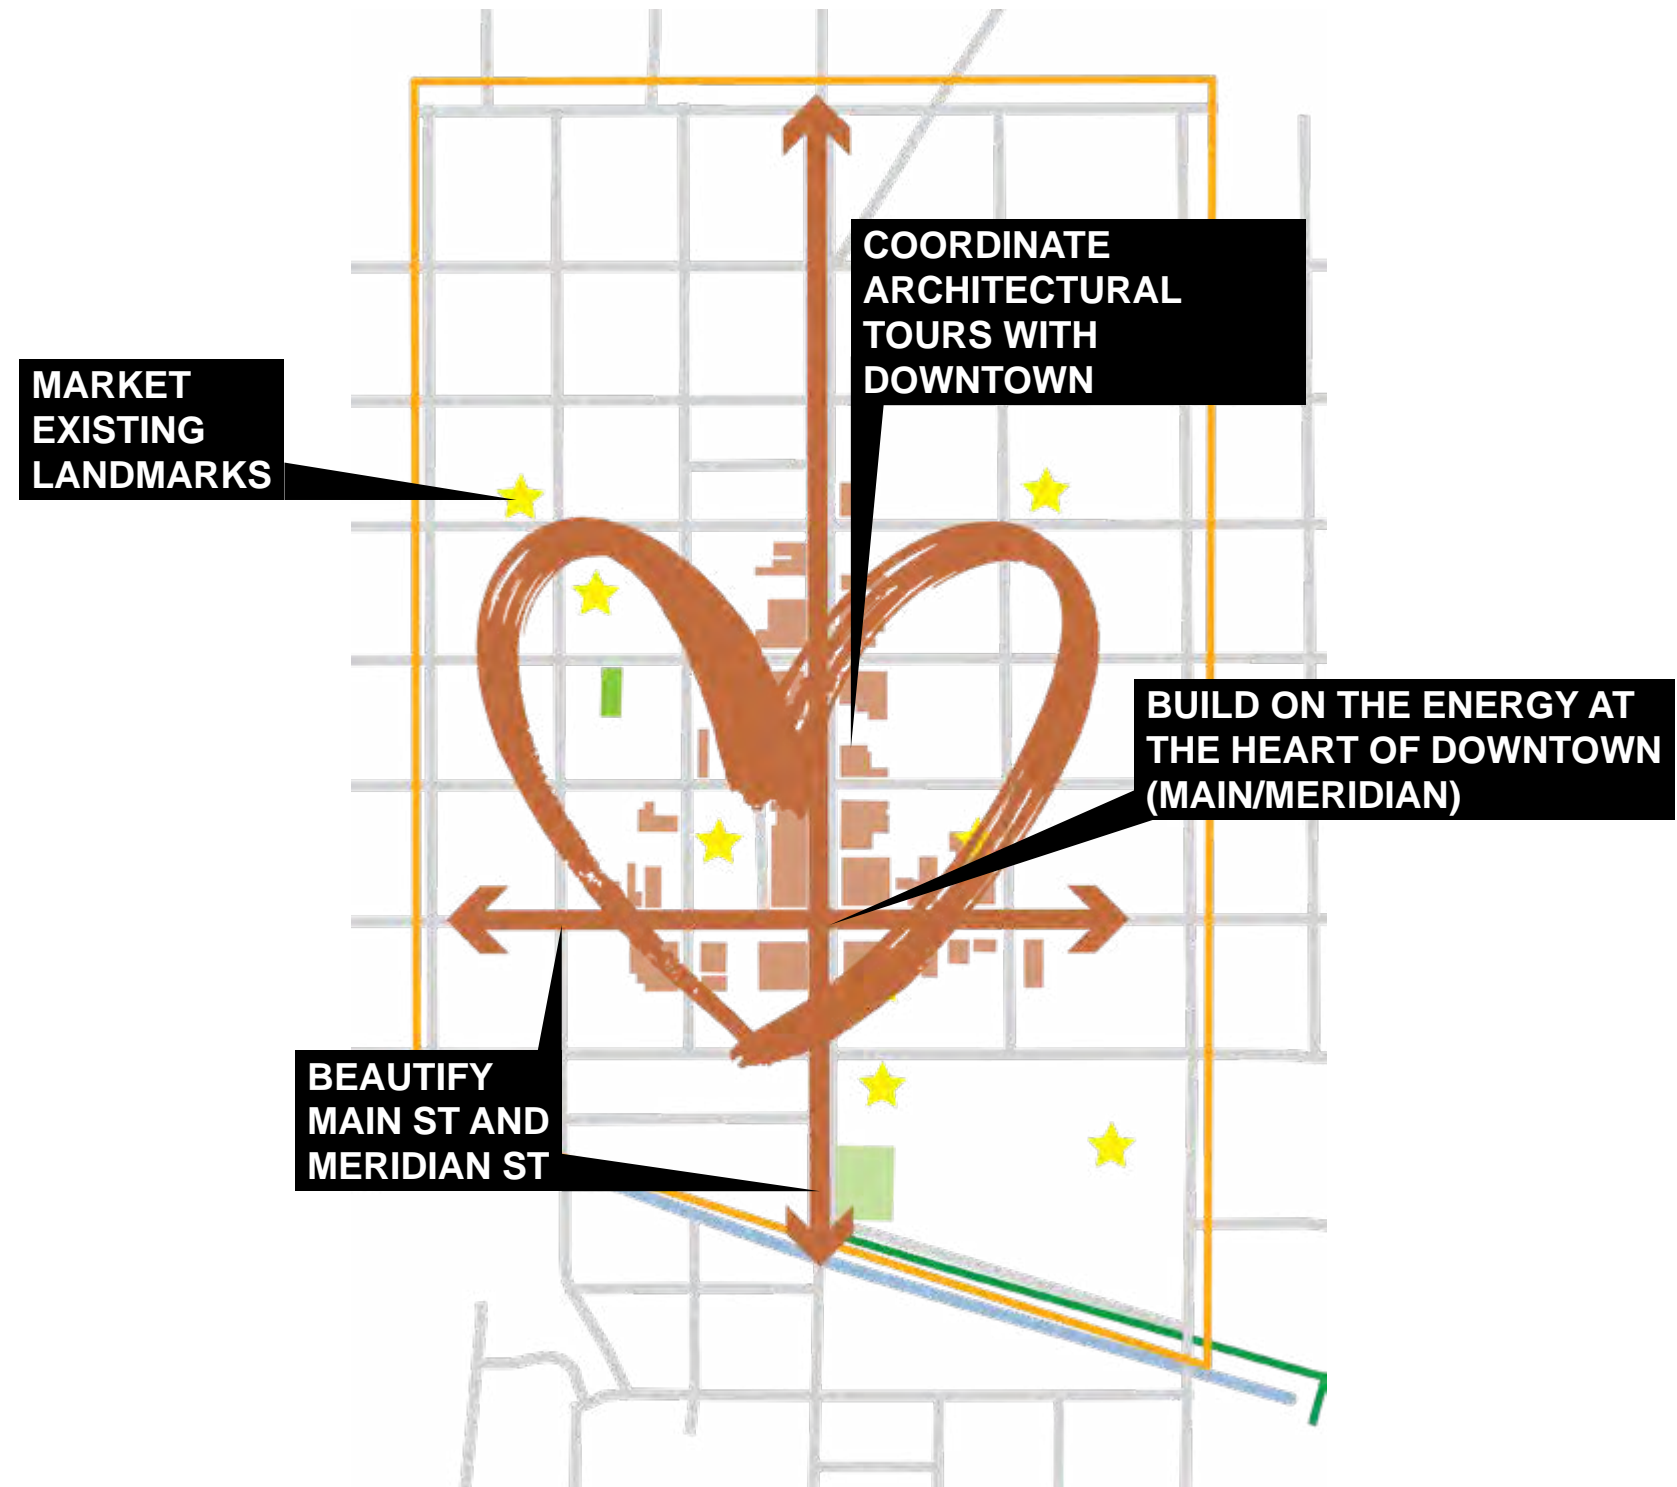 COORDINATE
ARCHITECTURAL
TOURS WITH
DOWNTOWN
MARKET
EXISTING
LANDMARKS
BUILD ON THE ENERGY AT
THE HEART OF DOWNTOWN
(MAIN/MERIDIAN)
BEAUTIFY
MAIN ST AND
MERIDIAN ST